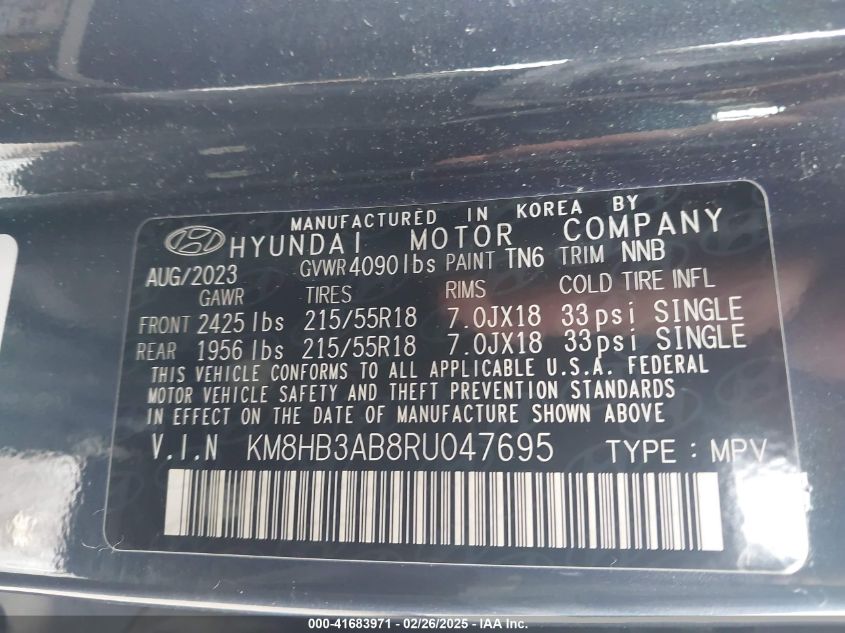 MANUFACTURED IN KOREA BY
HYUNDAI MOTOR COMPANY
AUG/2023 GVWR 4090lbs PAINT TN6 TRIM NNB
GAWR TIRES RIMS COLD TIRE INFL
FRONT 2425 lbs 215/55R18 7.0JX18 33psi SINGLE
REAR 1956 lbs 215/55R18 7.0JX18 33psi SINGLE
THIS VEHICLE CONFORMS TO ALL APPLICABLE U.S.A. FEDERAL
MOTOR VEHICLE SAFETY AND THEFT PREVENTION STANDARDS
IN EFFECT ON THE DATE OF MANUFACTURE SHOWN ABOVE.
V.I.N KM8HB3AB8RU047695 TYPE : MPV
000-41683971 - 02/26/2025 - IAAI, Inc.